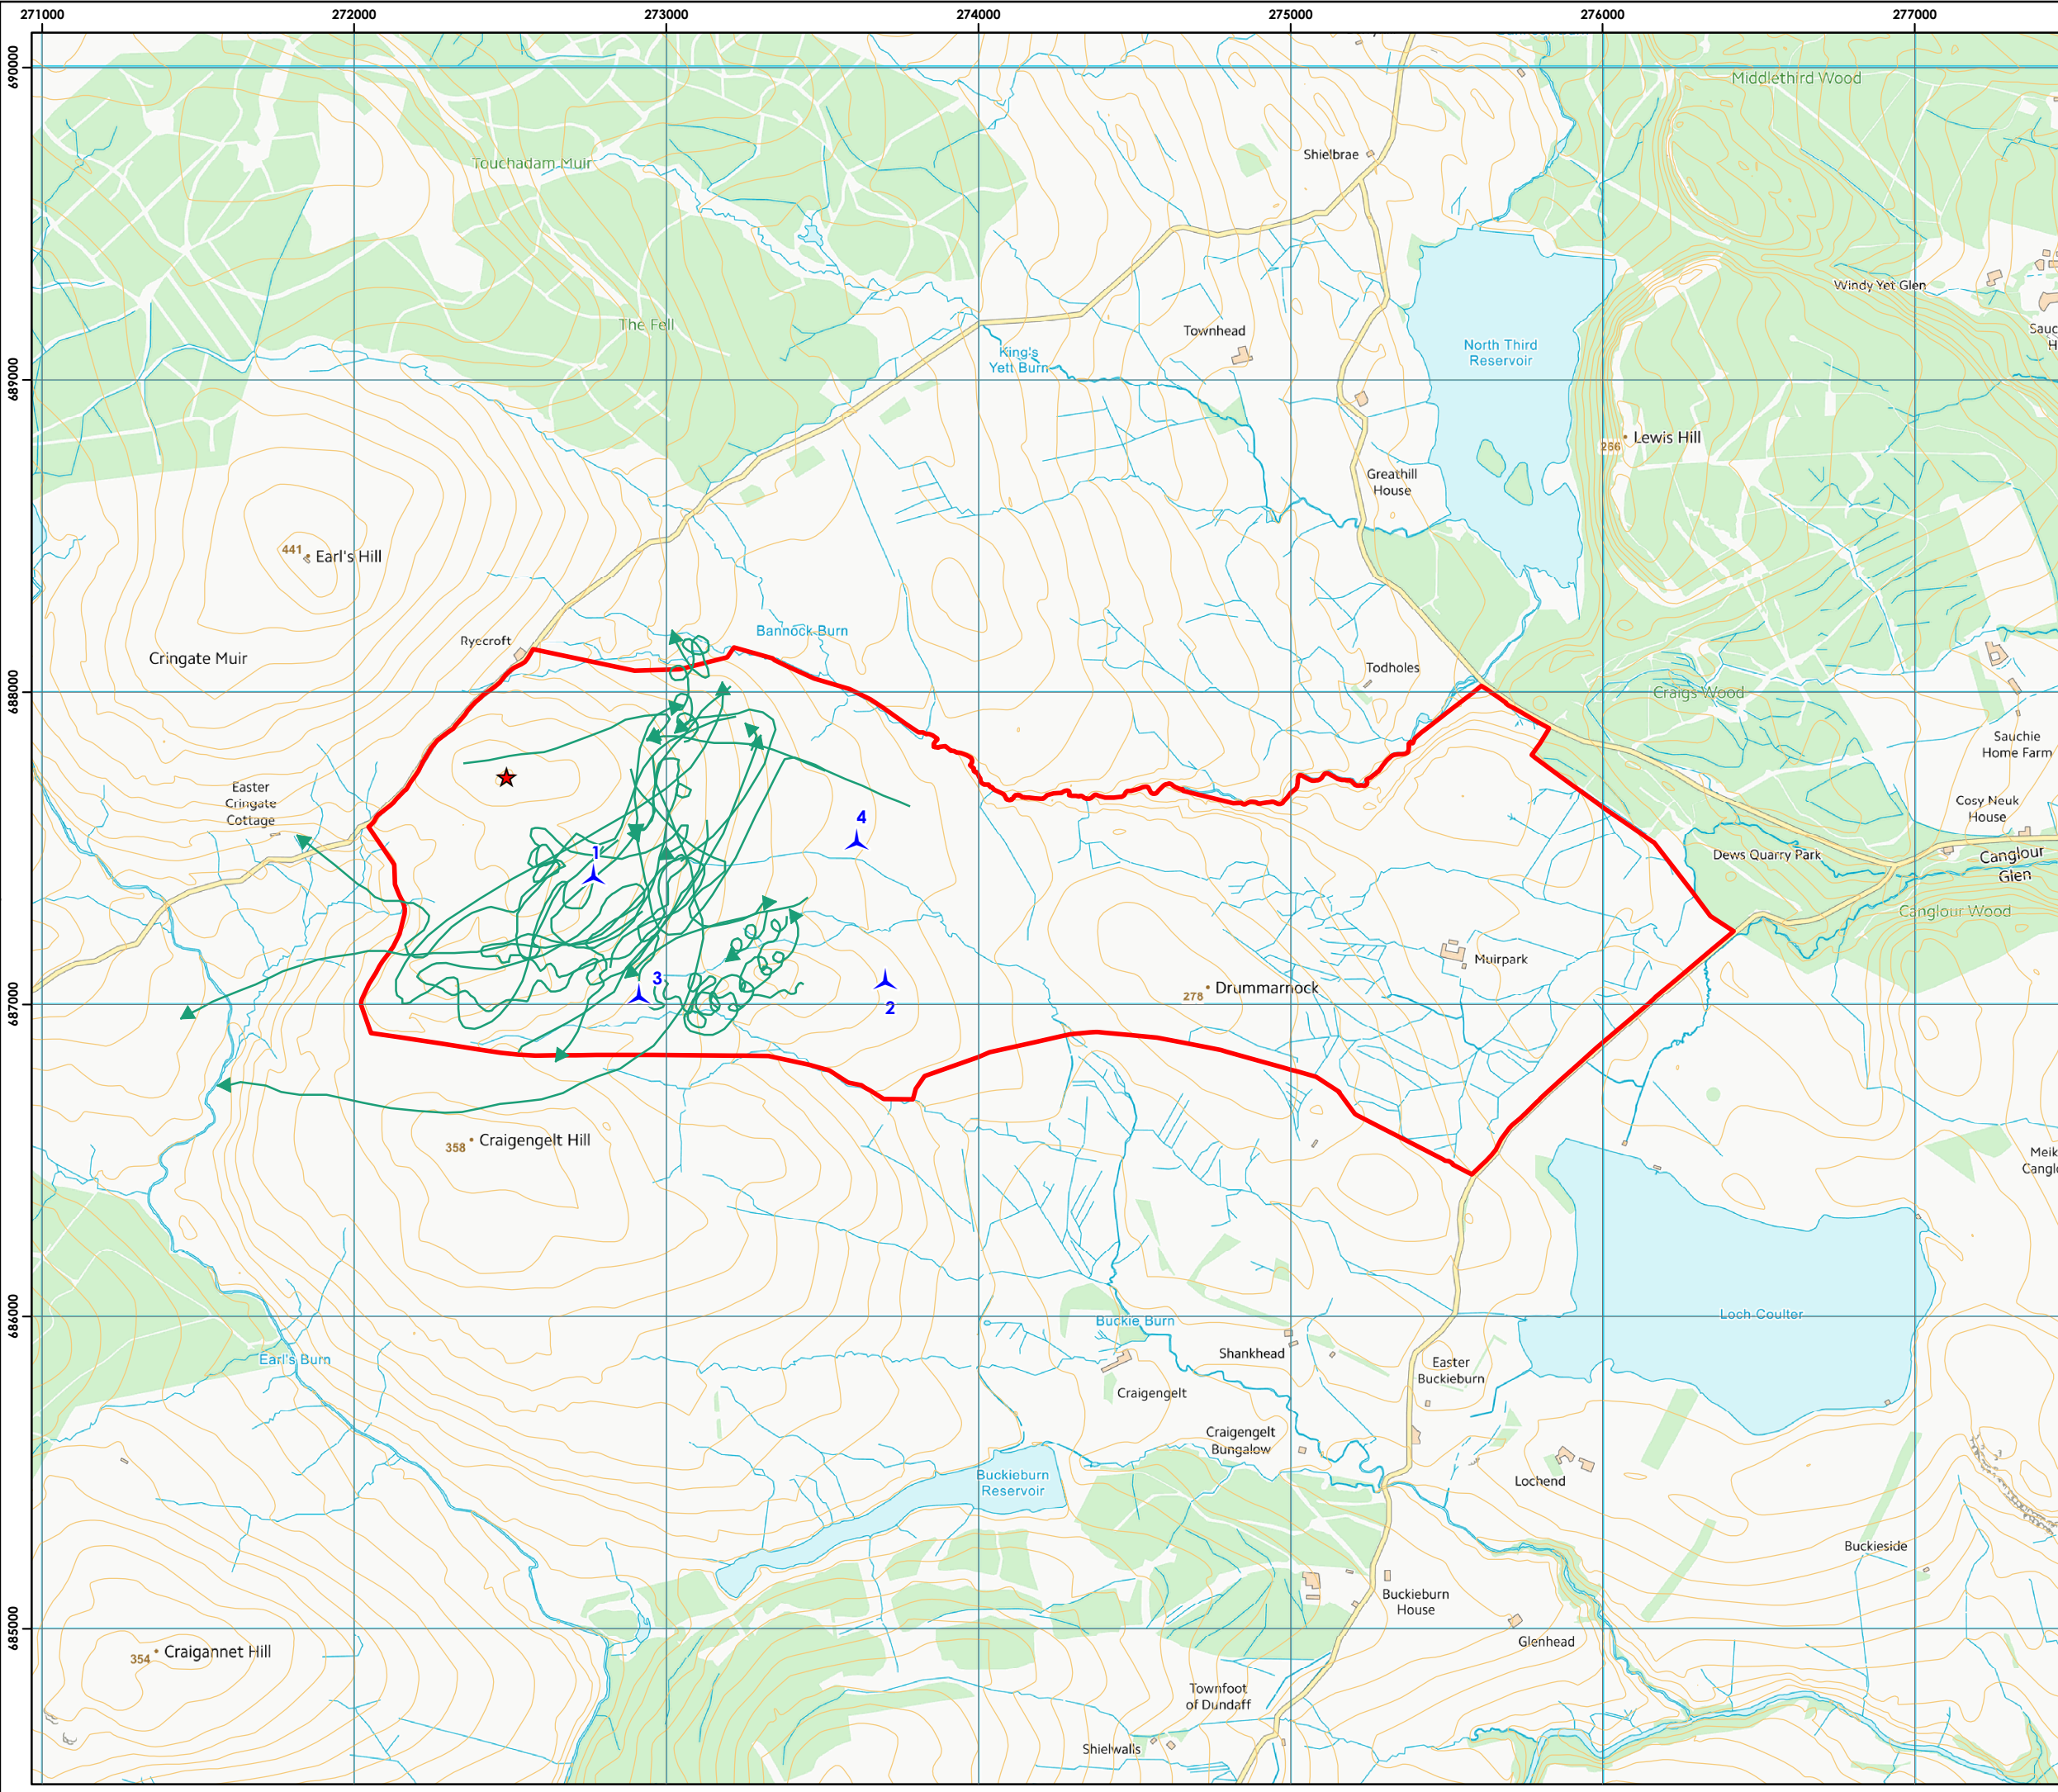 271000
272000
273000
274000
275000
276000
277000
690000
689000
688000
687000
686000
685000
Middlethird Wood
Touchadam Muir
Shielbrae
Windy Yet Glen
The Fell
Townhead
King's
Yett Burn
North Third
Reservoir
266
Lewis Hill
Greathill
House
441
Earl's Hill
Bannock Burn
Ryecroft
Cringate Muir
Todholes
Craigs Wood
Sauchie
Home Farm
Easter
Cringate
Cottage
Cosy Neuk
House
4
1
Dews Quarry Park
Canglour
Glen
Canglour Wood
Muirpark
3
278
Drummarnock
2
358
Craigengelt Hill
Loch Coulter
Buckie Burn
Shankhead
Easter
Buckieburn
Earl's Burn
Craigengelt
Craigengelt
Bungalow
Buckieburn
Reservoir
Lochend
Buckieside
Buckieburn
House
Glenhead
354
Craigannet Hill
Townfoot
of Dundaff
Shielwalls